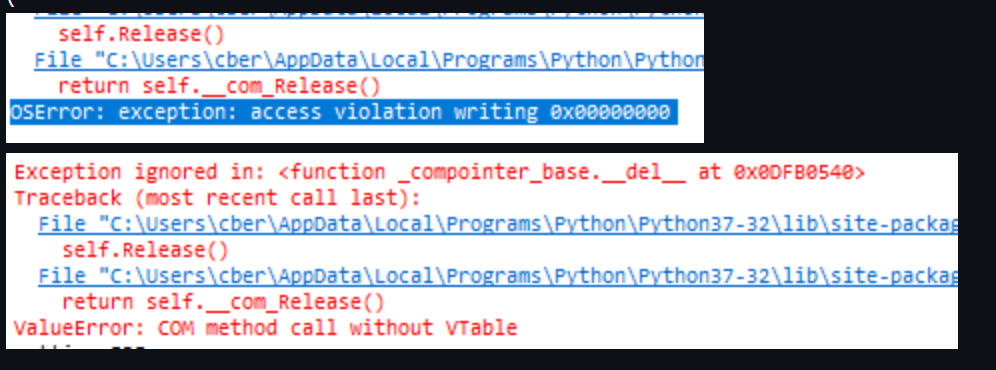 self.Release()
File "C:\Users\cber\AppData\Local\Programs\Python\Python
return self.__com_Release()
OSError: exception: access violation writing 0x00000000
Exception ignored in: <function _compointer_base.__del__ at 0x0DFB0540>
Traceback (most recent call last):
File "C:\Users\cber\AppData\Local\Programs\Python\Python37-32\lib\site-packag
self.Release()
File "C:\Users\cber\AppData\Local\Programs\Python\Python37-32\lib\site-packag
return self.__com_Release()
ValueError: COM method call without VTable